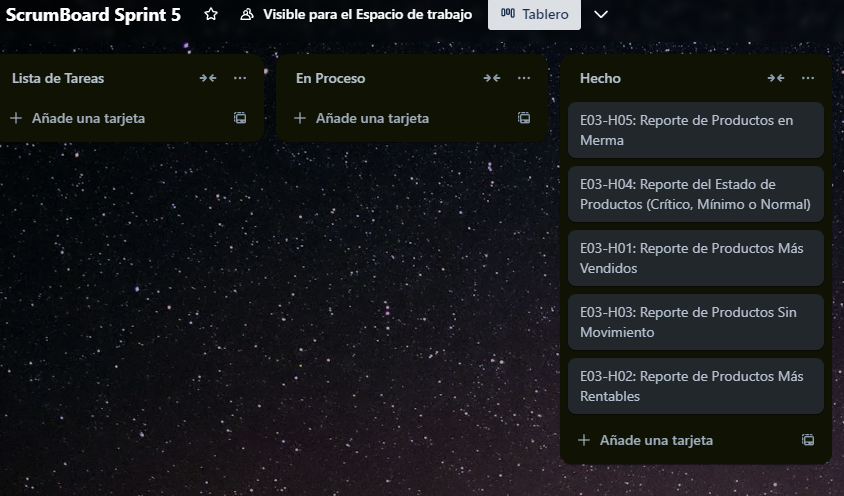 ScrumBoard Sprint 5
Visible para el Espacio de trabajo
Tablero
Lista de Tareas
Añade una tarjeta
En Proceso
Añade una tarjeta
Hecho
E03-H05: Reporte de Productos en
Merma
E03-H04: Reporte del Estado de
Productos (Crítico, Mínimo o Normal)
E03-H01: Reporte de Productos Más
Vendidos
E03-H03: Reporte de Productos Sin
Movimiento
E03-H02: Reporte de Productos Más
Rentables
Añade una tarjeta